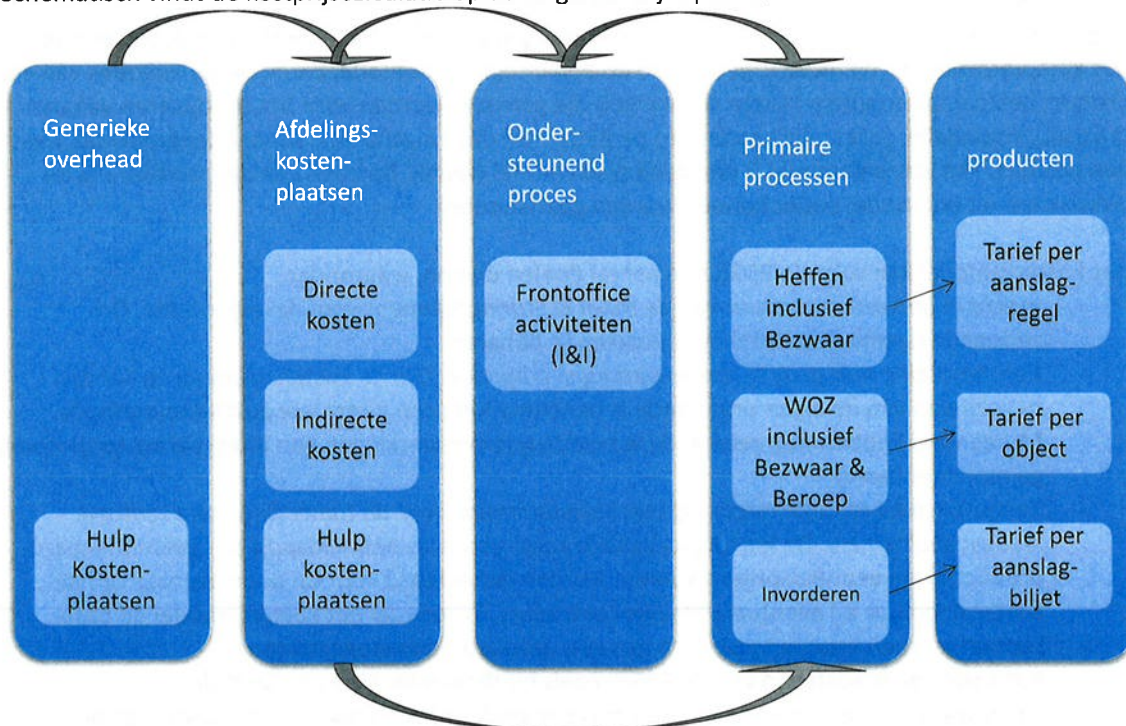 Generieke
overhead
Hulp
Kosten-
plaatsen
Afdelings-
kosten-
plaatsen
Directe
kosten
Indirecte
kosten
Hulp
kosten-
plaatsen
Onder-
steunend
proces
Frontoffice
activiteiten
(I&I)
Primaire
processen
Heffen
inclusief
Bezwaar
WOZ
inclusief
Bezwaar &
Beroep
Invorderen
producten
Tarief per
aanslag-
regel
Tarief per
object
Tarief per
aanslag-
biljet